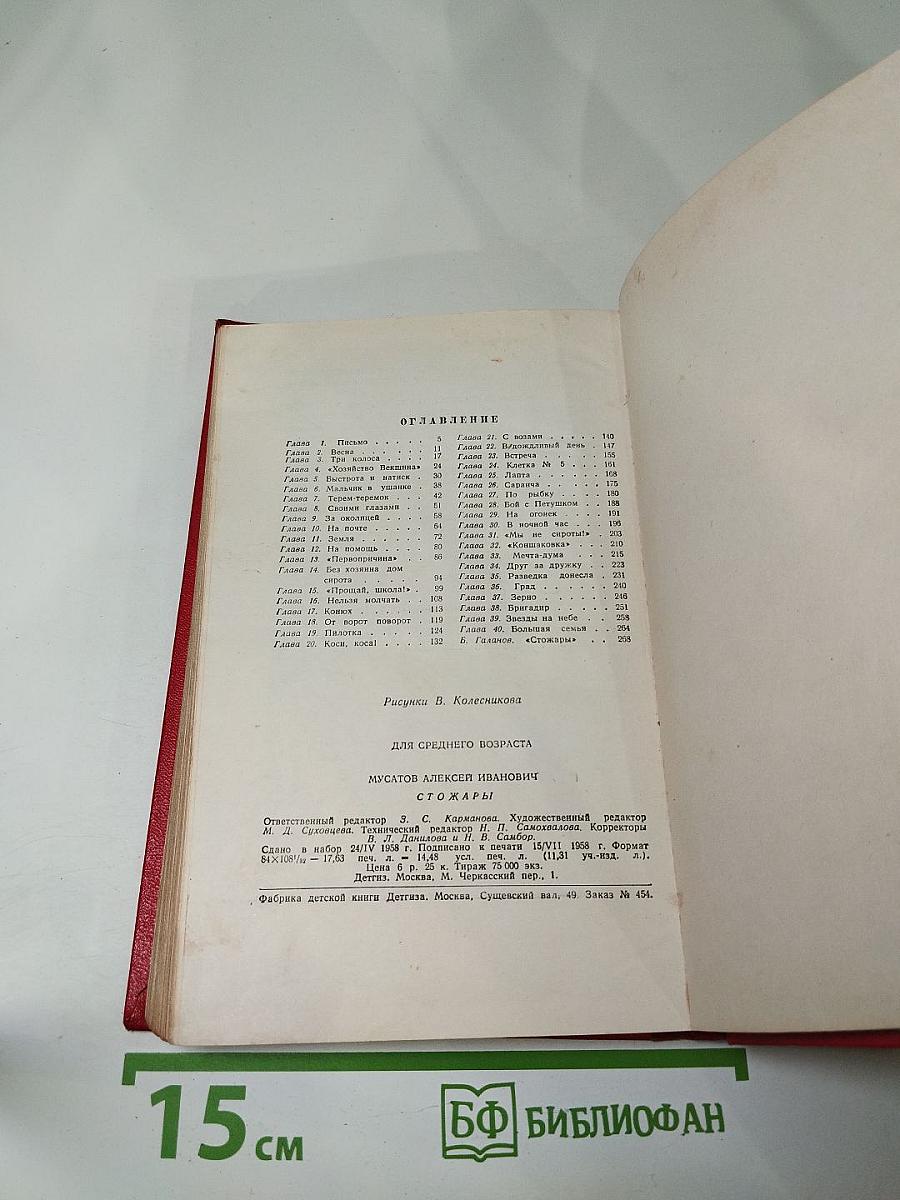 ОГЛАВЛЕНИЕ
Глава 1. Письмо . . . . . 5
Глава 2. Весна . . . . . . . 11
Глава 3. Три колоса . . . . 17
Глава 4. «Хозяйство Векшина» 24
Глава 5. Быстрота и натиск . 30
Глава 6. Мальчик в ушанке . 38
Глава 7. Терем-теремок . . . 42
Глава 8. Своими глазами . . 51
Глава 9. За околицей . . . . 58
Глава 10. На почте . . . . . 64
Глава 11. Земля . . . . . 72
Глава 12. На помощь . . . . 80
Глава 13. «Первопричина» . . 86
Глава 14. Без хозяина дом
сирота . . . . . . 94
Глава 15. «Прощай, школа!» . 99
Глава 16. Нельзя молчать . . 108
Глава 17. Конюх . . . . . 113
Глава 18. От ворот поворот . 119
Глава 19. Пилотка . . . . . 124
Глава 20. Коси, коса! . . . . 132
Глава 21. С возами . . . . . 140
Глава 22. В дождливый день . 147
Глава 23. Встреча . . . . . 155
Глава 24. Клетка № 5 . . . 161
Глава 25. Лапта . . . . . 168
Глава 26. Саранча . . . . . 175
Глава 27. По рыбку . . . . 180
Глава 28. Бой с Петушком . . 188
Глава 29. На огонек . . . . 191
Глава 30. В ночной час . . . 196
Глава 31. «Мы не сироты!» . 203
Глава 32. «Коншаковка» . . . 210
Глава 33. Мечта-дума . . . 215
Глава 34. Друг за дружку . . 223
Глава 35. Разведка донесла . 231
Глава 36. Град . . . . . 240
Глава 37. Зерно . . . . . . 246
Глава 38. Бригадир . . . . 251
Глава 39. Звезды на небе . . 258
Глава 40. Большая семья . . 264
Б. Галанов. «Стожары» . . 268
Рисунки В. Колесникова
ДЛЯ СРЕДНЕГО ВОЗРАСТА
МУСАТОВ АЛЕКСЕЙ ИВАНОВИЧ
СТОЖАРЫ
Ответственный редактор З. С. Карманова. Художественный редактор
М. Д. Суховцева. Технический редактор Н. П. Самохвалова. Корректоры
В. Л. Данилова и Н. В. Самбор.
Сдано в набор 24/IV 1958 г. Подписано к печати 15/VII 1958 г. Формат
84×108¹/₃₂ — 17,63 печ. л. = 14,48 усл. печ. л. (11,31 уч.-изд. л.).
Цена 6 р. 25 к. Тираж 75 000 экз.
Детгиз. Москва, М. Черкасский пер., 1.
Фабрика детской книги Детгиза. Москва, Сущевский вал, 49. Заказ № 454.
15 см
БФ БИБЛИОФАН